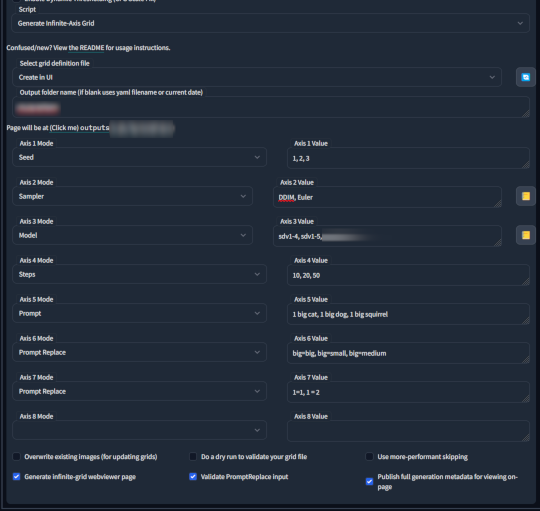 Script
Generate Infinite-Axis Grid
Confused/new? View the README for usage instructions.
Select grid definition file
Create in UI
Output folder name (if blank uses yaml filename or current date)
Page will be at (Click me) outputs
Axis 1 Mode
Axis 1 Value
Seed
1, 2, 3
Axis 2 Mode
Axis 2 Value
Sampler
DDIM, Euler
Axis 3 Mode
Axis 3 Value
Model
sdv1-4, sdv1-5,
Axis 4 Mode
Axis 4 Value
Steps
10, 20, 50
Axis 5 Mode
Axis 5 Value
Prompt
1 big cat, 1 big dog, 1 big squirrel
Axis 6 Mode
Axis 6 Value
Prompt Replace
big=big, big=small, big=medium
Axis 7 Mode
Axis 7 Value
Prompt Replace
1=1, 1 = 2
Axis 8 Mode
Axis 8 Value
Overwrite existing images (for updating grids)
Do a dry run to validate your grid file
Use more-performant skipping
Generate infinite-grid webviewer page
Validate PromptReplace input
Publish full generation metadata for viewing on-
page